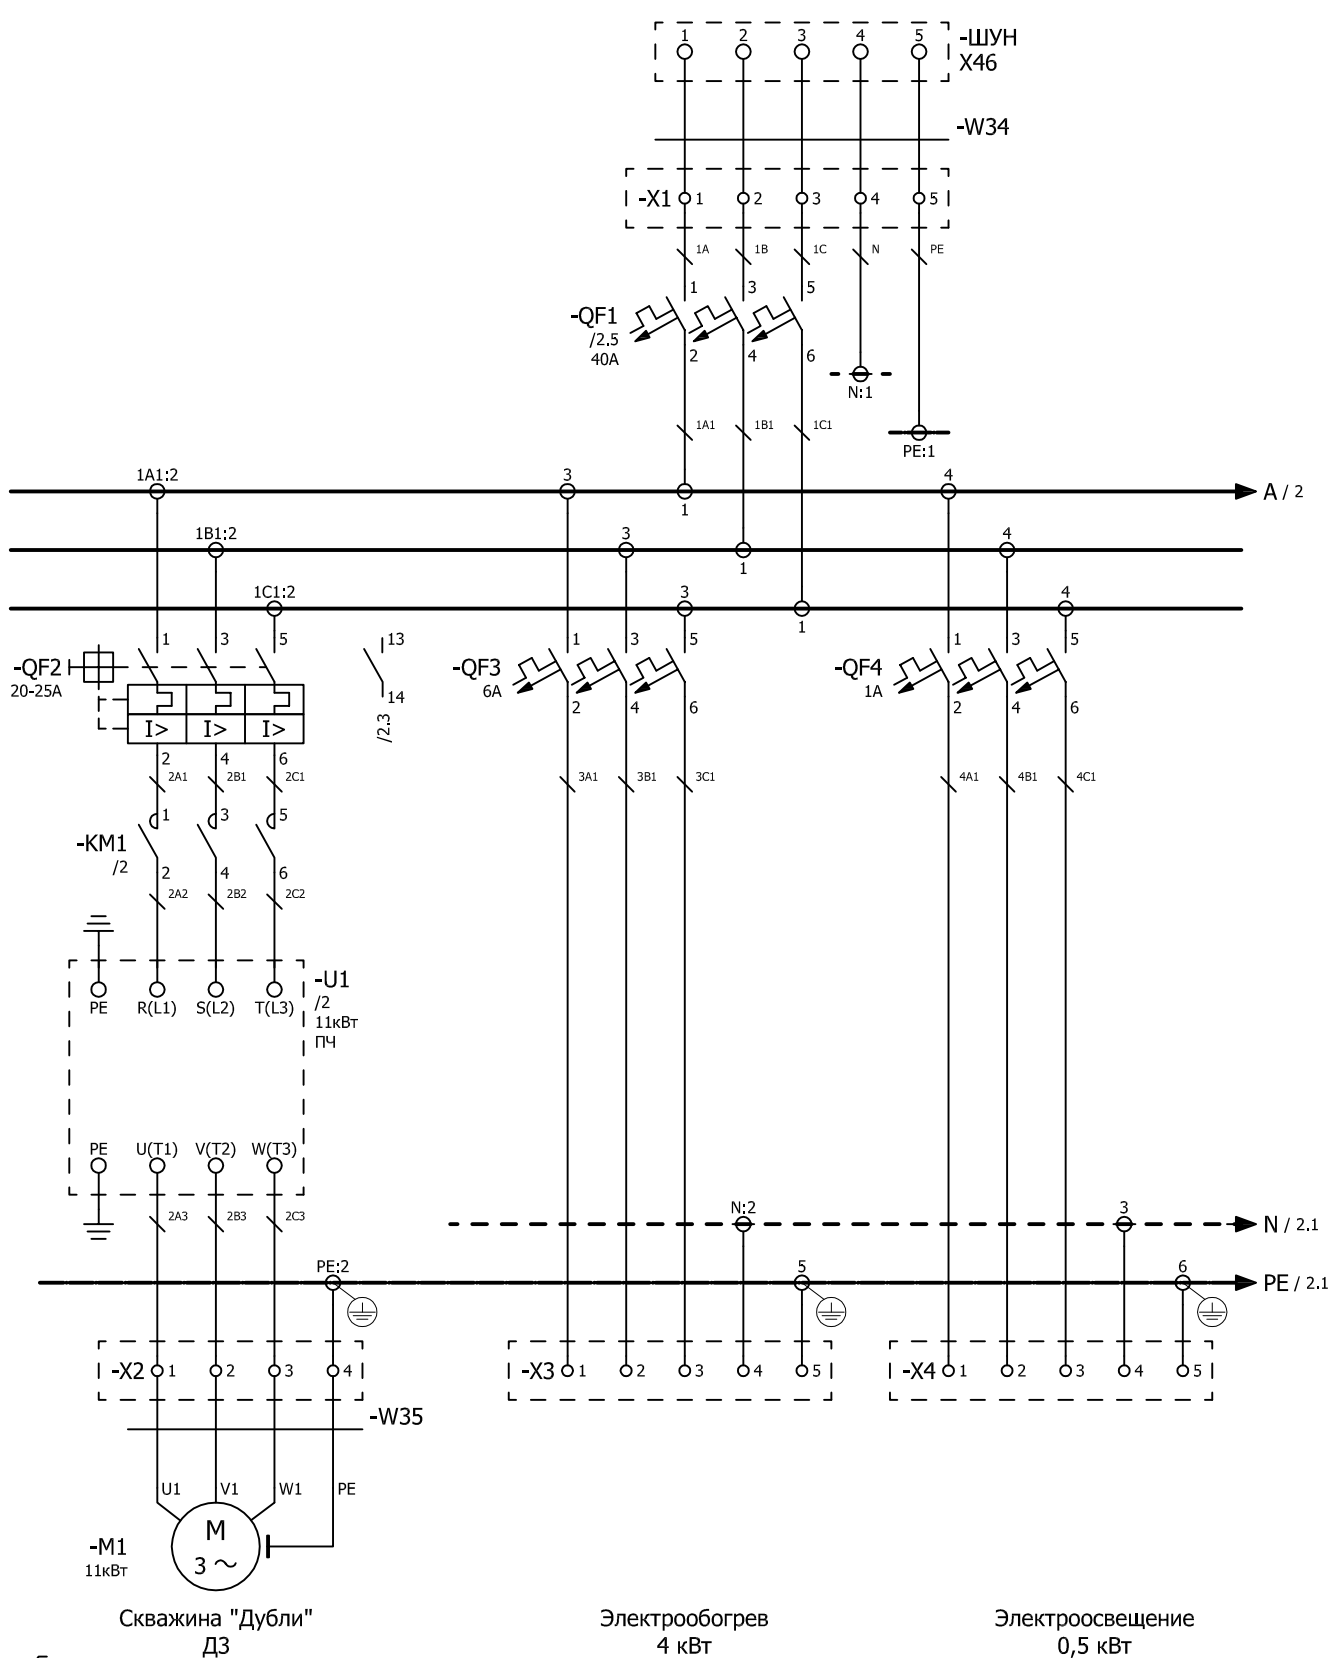 1 2 3 4 5 -ШУН
X46
-W34
-X1 1 2 3 4 5
1A 1B 1C N PE
1 3 5
-QF1
/2.5
40A
2 4 6
N:1
1A1 1B1 1C1
PE:1
1A1:2 3 4
A / 2
1
1B1:2 3 4
1
1C1:2 3 4
1
1 3 5 13 1 3 5 1 3 5
-QF2 -QF3 -QF4
20-25A 6A 1A
14
2 4 6 2 4 6
/2.3
I> I> I>
2 4 6
2A1 2B1 2C1 3A1 3B1 3C1 4A1 4B1 4C1
1 3 5
-KM1
/2
2 4 6
2A2 2B2 2C2
-U1
/2
11кВт
ПЧ
PE R(L1) S(L2) T(L3)
PE U(T1) V(T2) W(T3)
2A3 2B3 2C3
N:2 3
N / 2.1
PE:2 5 6
PE / 2.1
-X2 1 2 3 4 -X3 1 2 3 4 5 -X4 1 2 3 4 5
-W35
U1 V1 W1 PE
M
3 ~
-M1
11кВт
Скважина "Дубли" Электрообогрев Электроосвещение
Д3 4 кВт 0,5 кВт